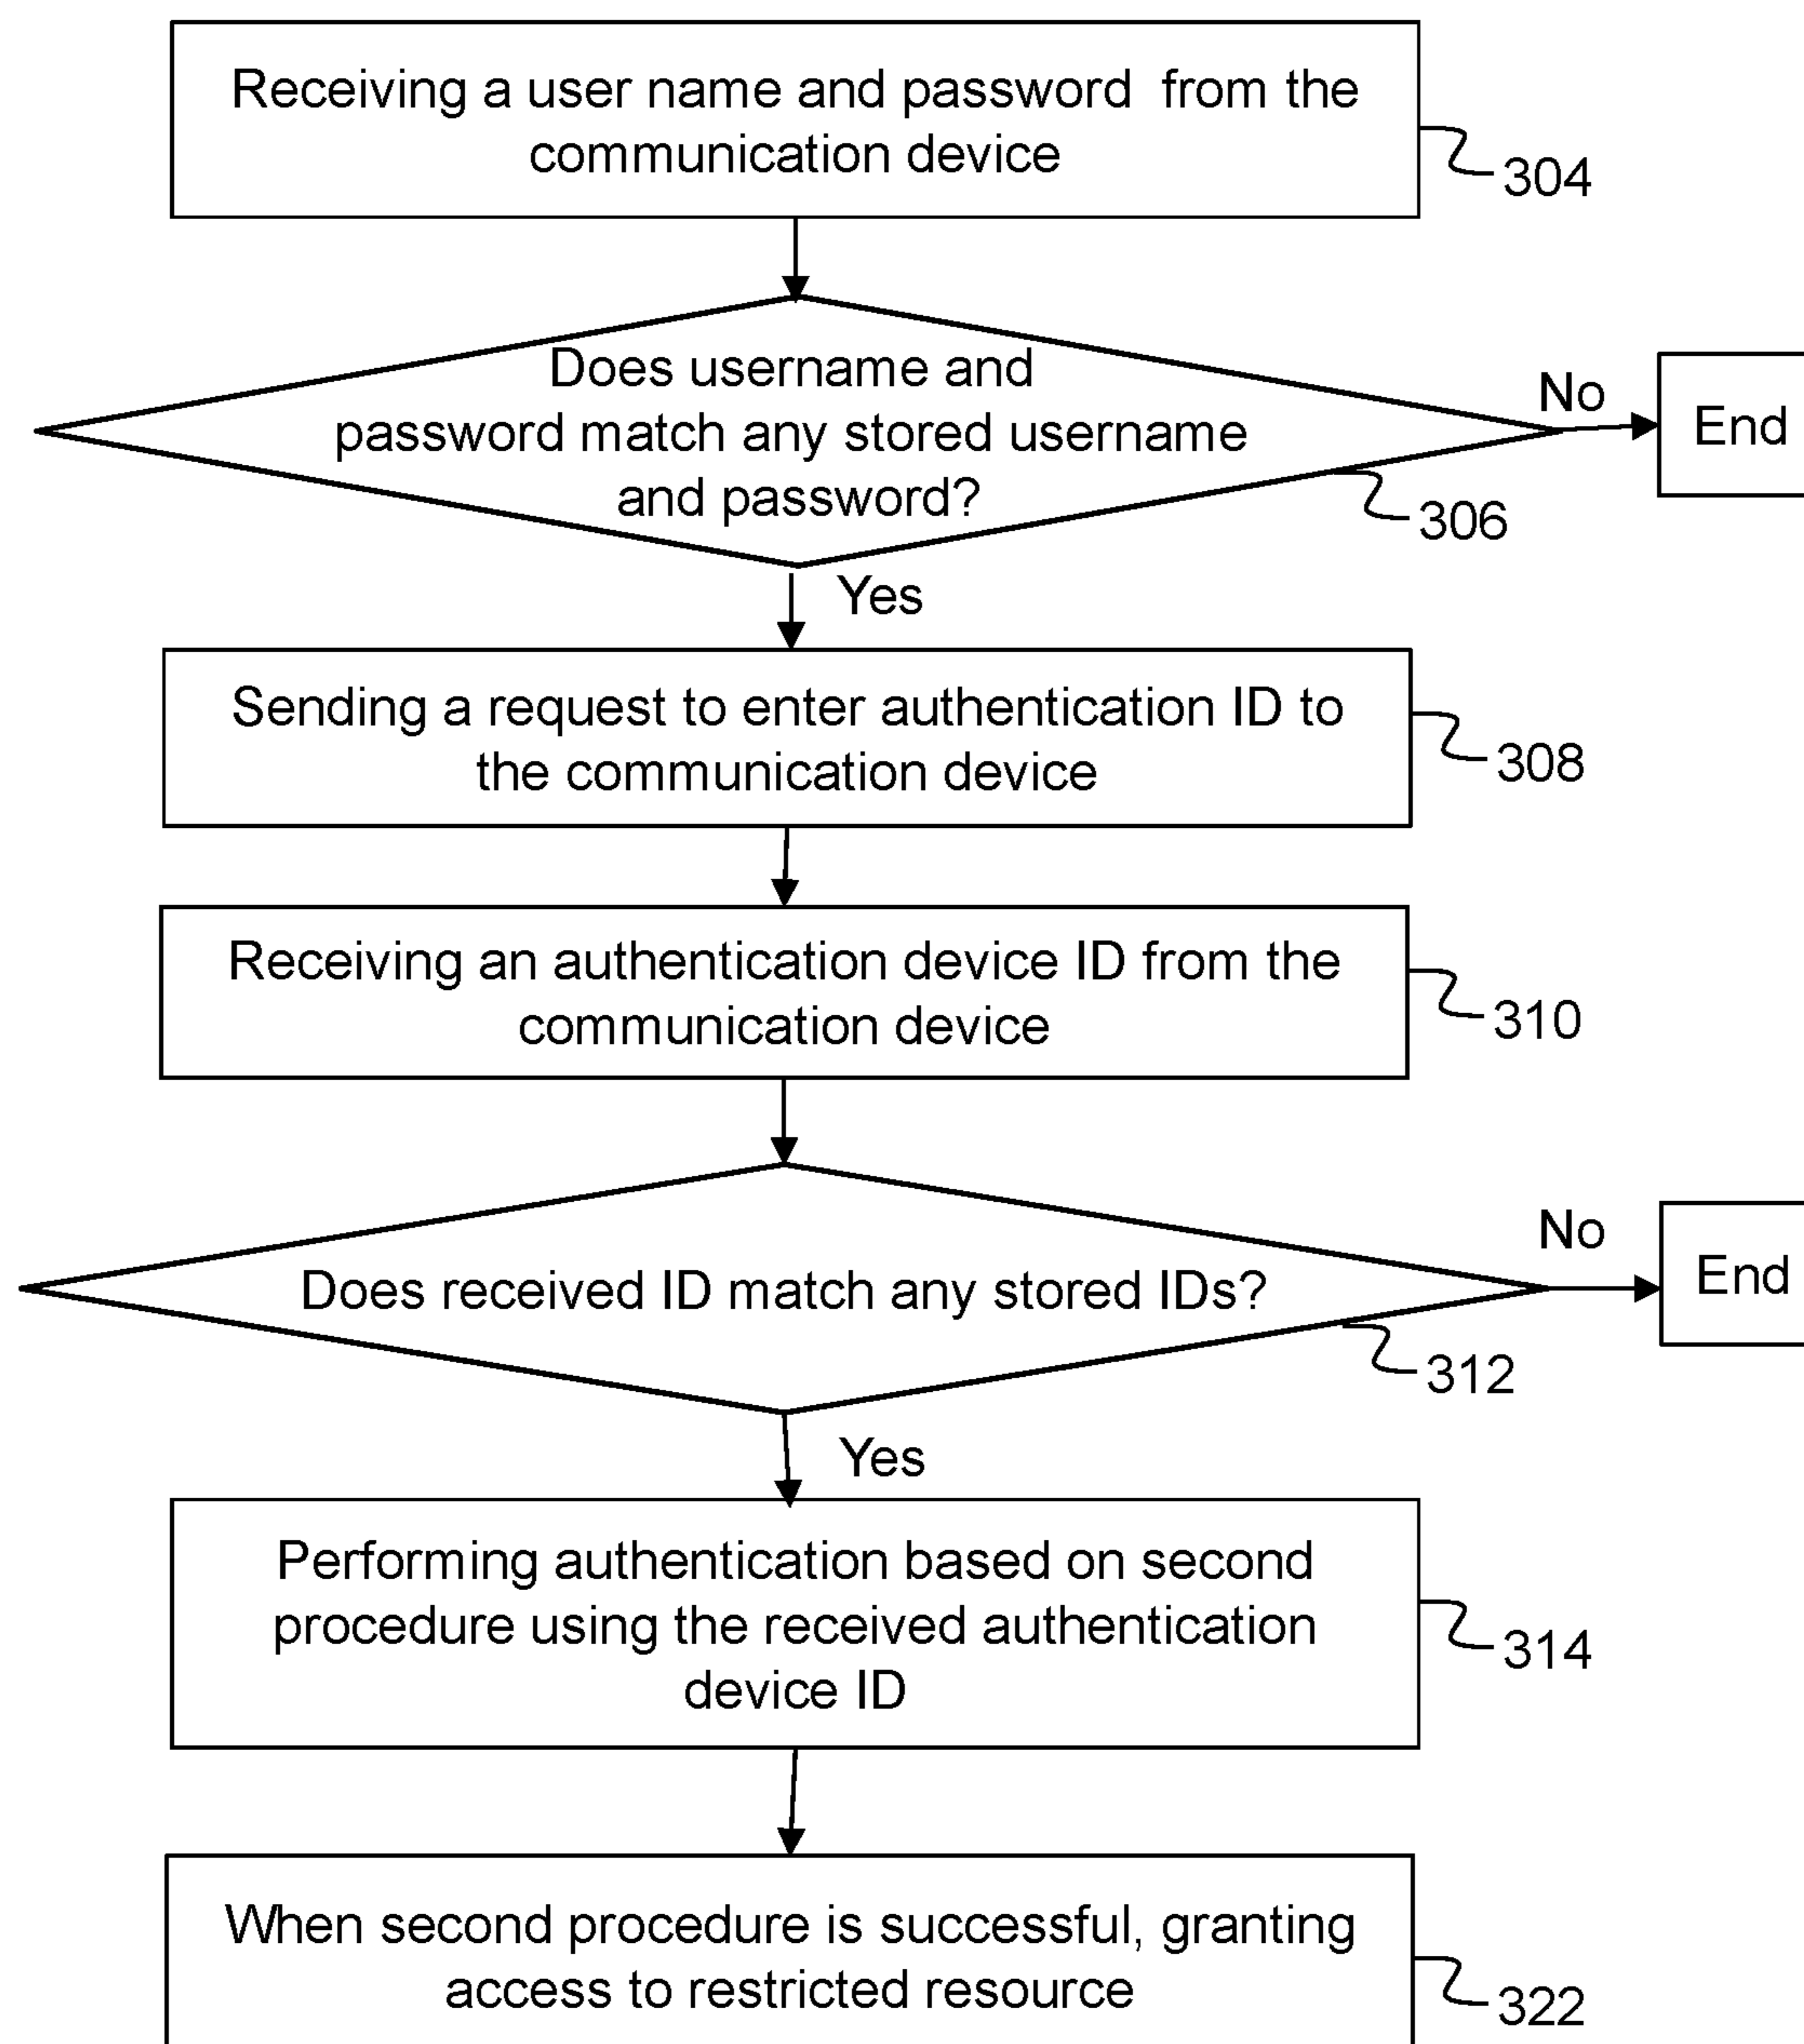 Receiving a user name and password from the
communication device
304
Does username and
password match any stored username
and password?
No
End
306
Yes
Sending a request to enter authentication ID to
the communication device
308
Receiving an authentication device ID from the
communication device
310
Does received ID match any stored IDs?
No
End
312
Yes
Performing authentication based on second
procedure using the received authentication
device ID
314
When second procedure is successful, granting
access to restricted resource
322